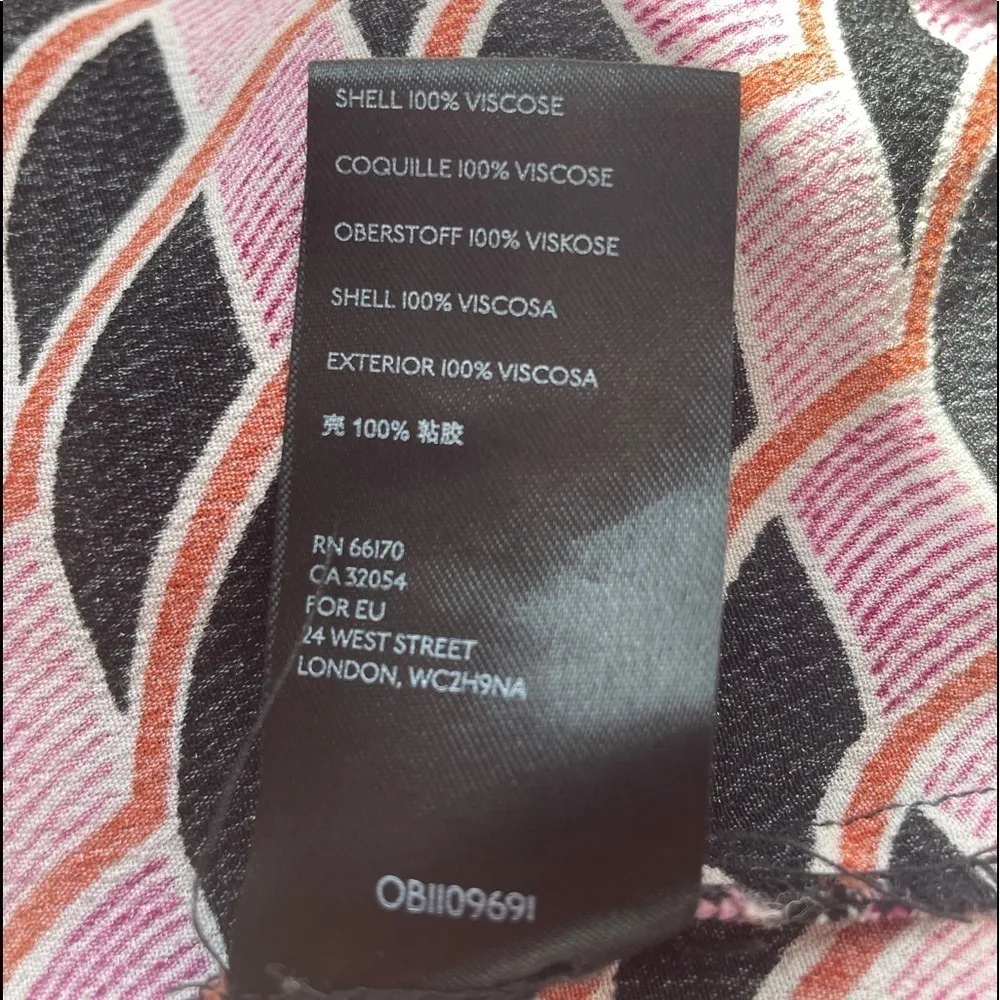 SHELL 100% VISCOSE
COQUILLE 100% VISCOSE
OBERSTOFF 100% VISKOSE
SHELL 100% VISCOSA
EXTERIOR 100% VISCOSA
壳 100% 粘胶
RN 66170
CA 32054
FOR EU
24 WEST STREET
LONDON, WC2H9NA
OB1109691